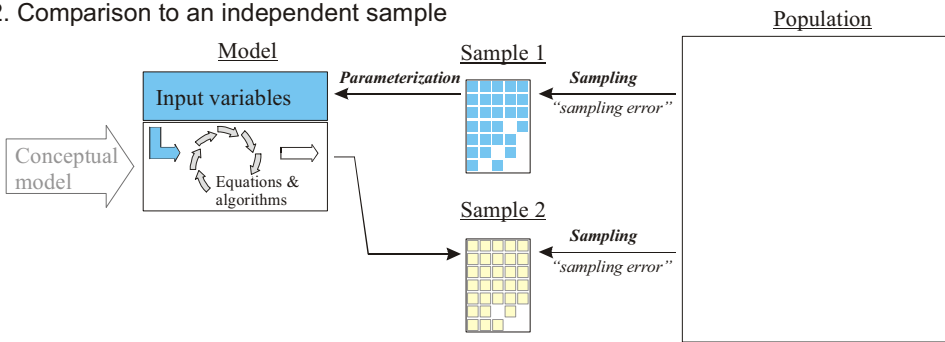 2. Comparison to an independent sample
Population
Model
Sample 1
Parameterization
Sampling
"sampling error"
Input variables
Conceptual
model
Equations &
algorithms
Sample 2
Sampling
"sampling error"